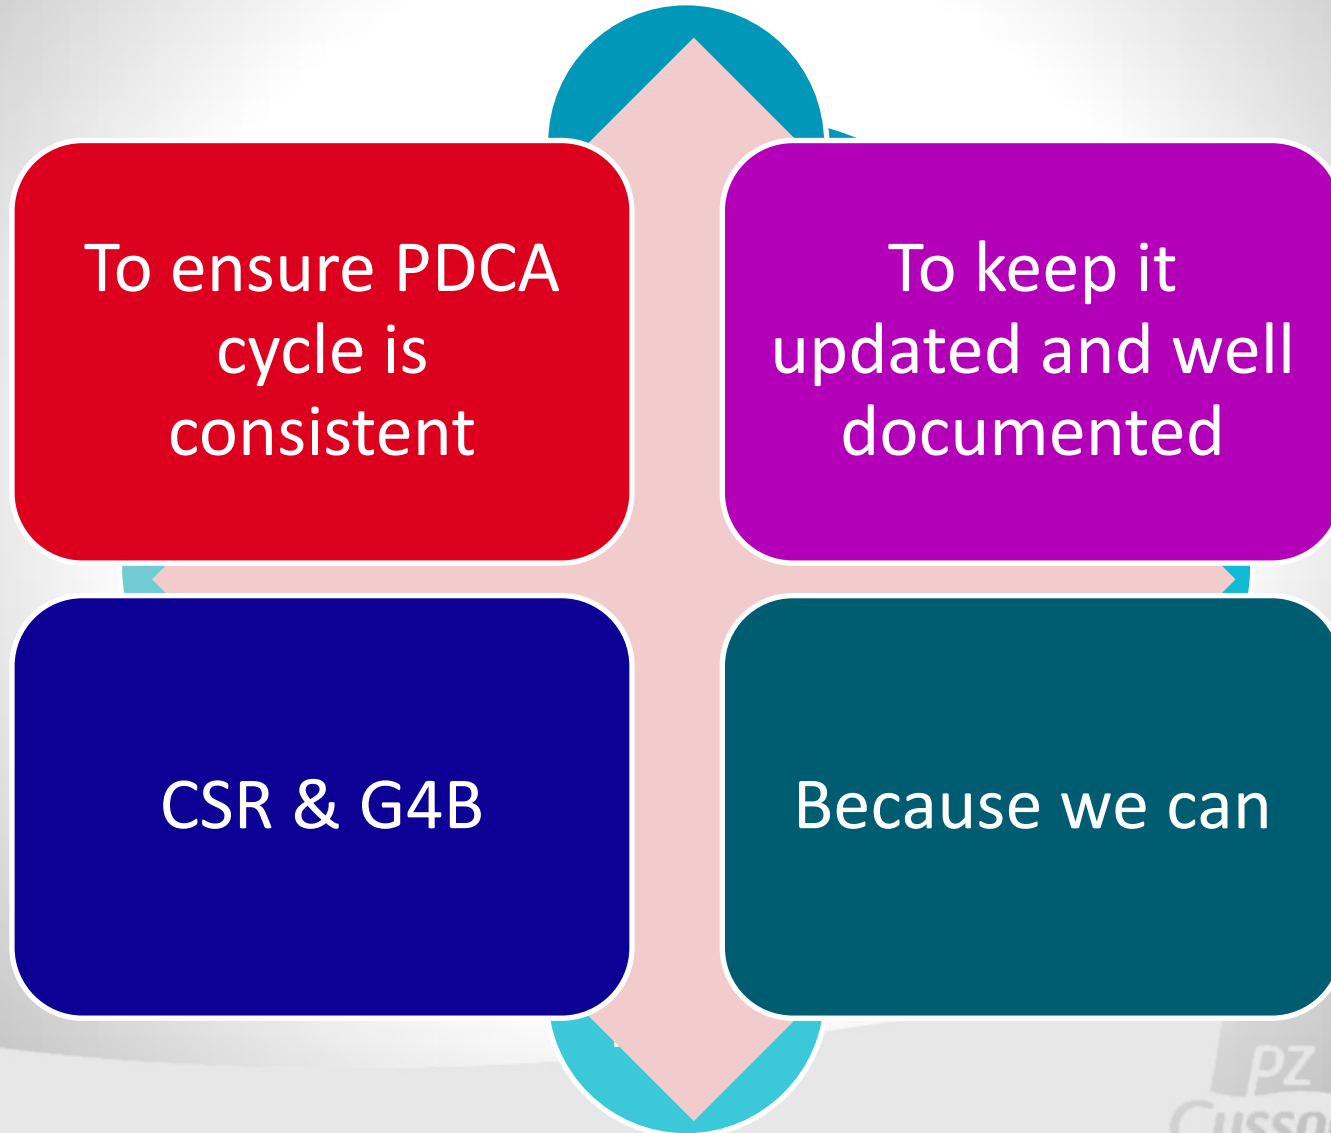 To ensure PDCA
cycle is
consistent
To keep it
updated and well
documented
CSR & G4B
Because we can
PZ